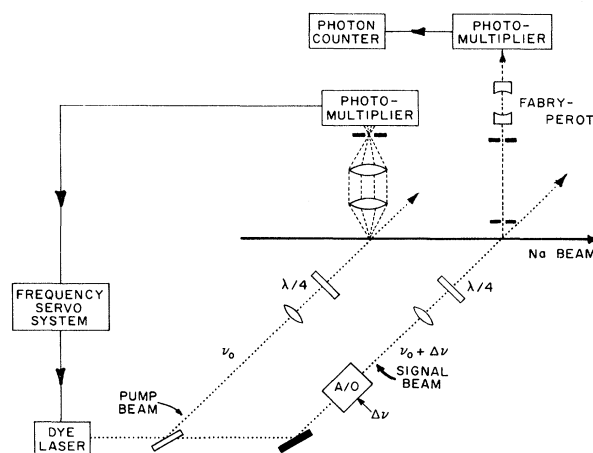 PHOTON
COUNTER
PHOTO-
MULTIPLIER
PHOTO-
MULTIPLIER
FABRY-
PEROT
Na BEAM
λ/4
λ/4
FREQUENCY
SERVO
SYSTEM
ν₀
ν₀ + Δν
SIGNAL
BEAM
A/O
Δν
PUMP
BEAM
DYE
LASER